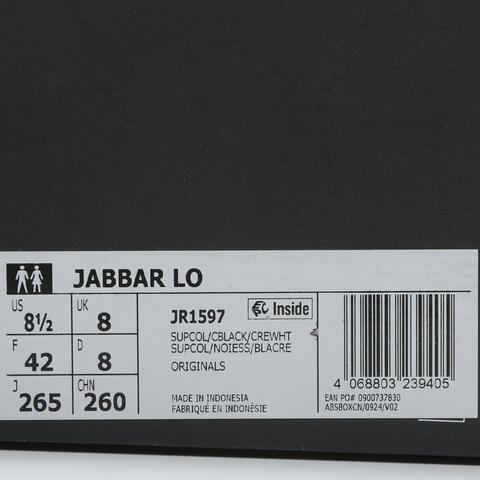 JABBAR LO
US 8½ UK 8
F 42 D 8
J 265 CHN 260
JR1597 Inside
SUPCOL/CBLACK/CREWHT
SUPCOL/NOIESS/BLACRE
ORIGINALS
MADE IN INDONESIA
FABRIQUÉ EN INDONÉSIE
4 068803 239405
EAN PO# 0900737830
ABSBOXCN/0924/V02